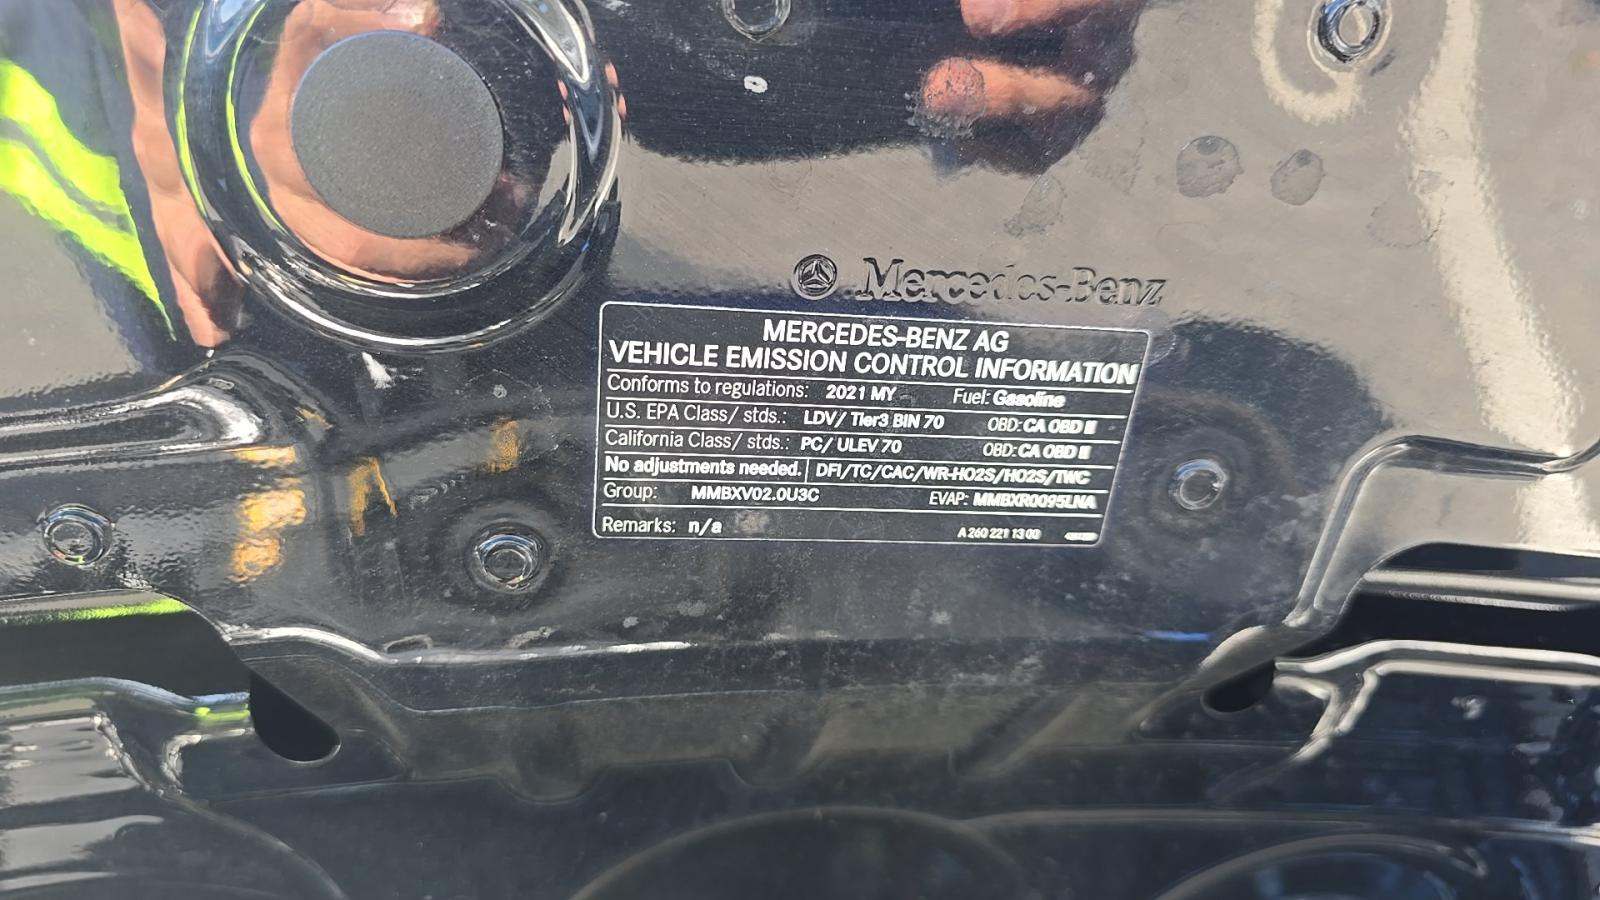 Mercedes-Benz
MERCEDES-BENZ AG
VEHICLE EMISSION CONTROL INFORMATION
Conforms to regulations: 2021 MY Fuel: Gasoline
U.S. EPA Class/ stds.: LDV/ Tier3 BIN 70 OBD: CA OBD II
California Class/ stds.: PC/ ULEV 70 OBD: CA OBD II
No adjustments needed. DFI/TC/CAC/WR-HO2S/HO2S/TWC
Group: MMBXV02.0U3C EVAP: MMBXR0095LNA
Remarks: n/a A 260 221 13 00